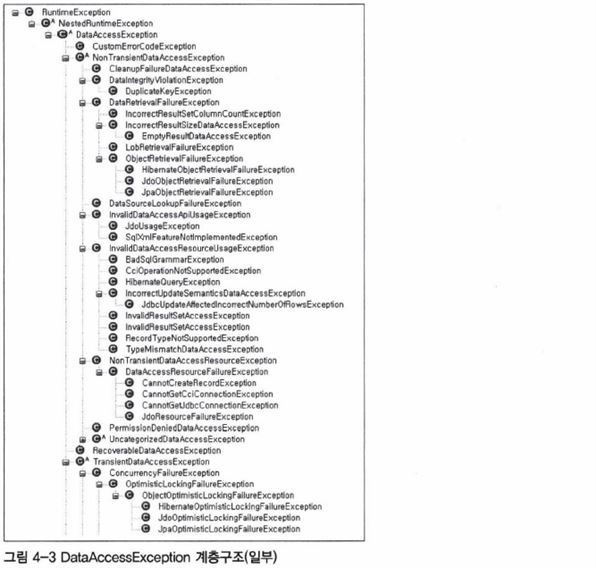 RuntimeException
NestedRuntimeException
DataAccessException
CustomErrorCodeException
NonTransientDataAccessException
CleanupFailureDataAccessException
DataIntegrityViolationException
DuplicateKeyException
DataRetrievalFailureException
IncorrectResultSetColumnCountException
IncorrectResultSizeDataAccessException
EmptyResultDataAccessException
LobRetrievalFailureException
ObjectRetrievalFailureException
HibernateObjectRetrievalFailureException
JdoObjectRetrievalFailureException
JpaObjectRetrievalFailureException
DataSourceLookupFailureException
InvalidDataAccessApiUsageException
JdoUsageException
SqlXmlFeatureNotImplementedException
InvalidDataAccessResourceUsageException
BadSqlGrammarException
CciOperationNotSupportedException
HibernateQueryException
IncorrectUpdateSemanticsDataAccessException
JdbcUpdateAffectedIncorrectNumberOfRowsException
InvalidResultSetAccessException
InvalidResultSetAccessException
RecordTypeNotSupportedException
TypeMismatchDataAccessException
NonTransientDataAccessResourceException
DataAccessResourceFailureException
CannotCreateRecordException
CannotGetCciConnectionException
CannotGetJdbcConnectionException
JdoResourceFailureException
PermissionDeniedDataAccessException
UncategorizedDataAccessException
RecoverableDataAccessException
TransientDataAccessException
ConcurrencyFailureException
OptimisticLockingFailureException
ObjectOptimisticLockingFailureException
HibernateOptimisticLockingFailureException
JdoOptimisticLockingFailureException
JpaOptimisticLockingFailureException
그림 4-3 DataAccessException 계층구조(일부)